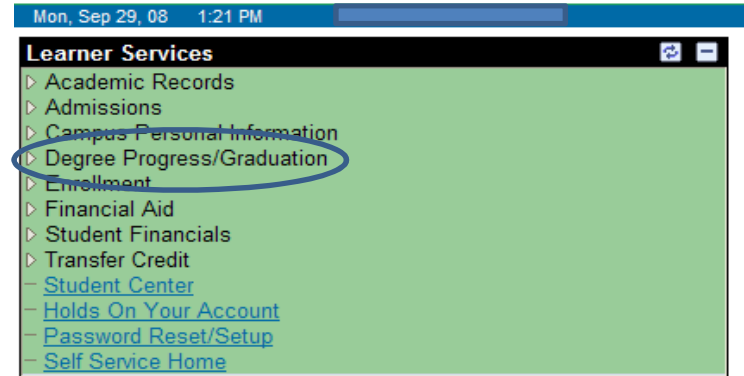 Mon, Sep 29, 08 1:21 PM
Learner Services
Academic Records
Admissions
Campus Personal Information
Degree Progress/Graduation
Enrollment
Financial Aid
Student Financials
Transfer Credit
Student Center
Holds On Your Account
Password Reset/Setup
Self Service Home